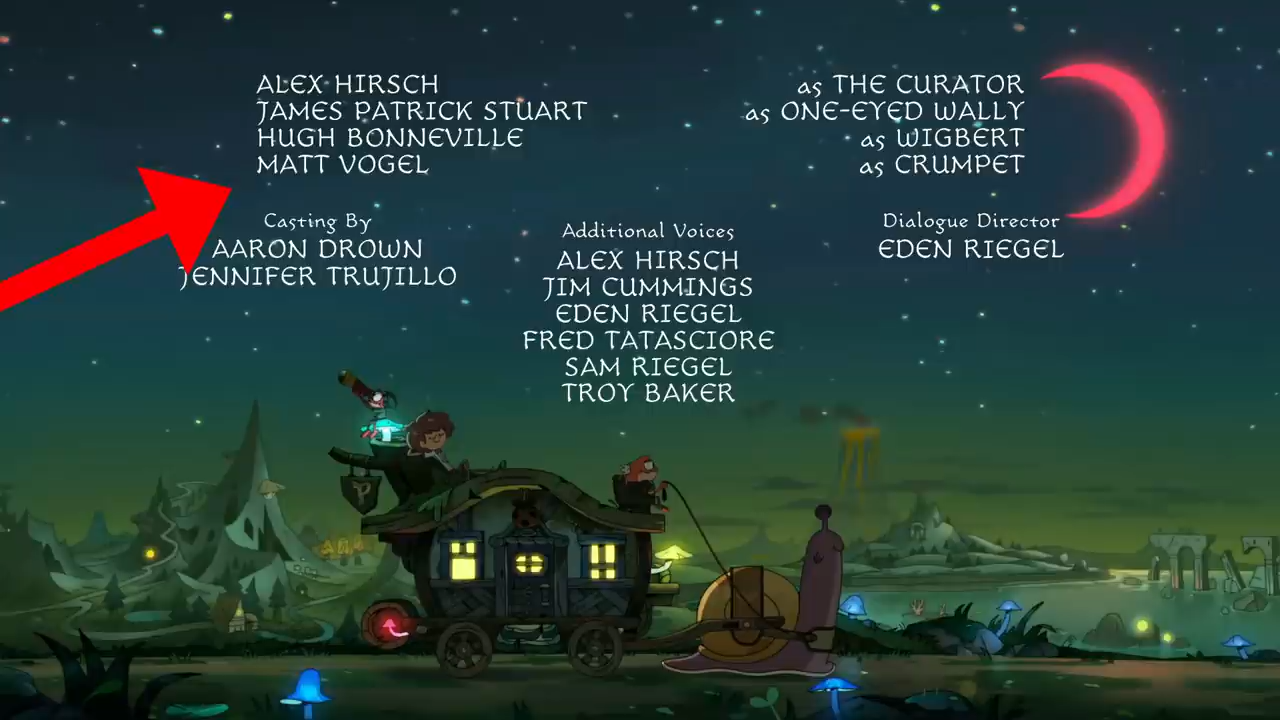 ALEX HIRSCH as THE CURATOR
JAMES PATRICK STUART as ONE-EYED WALLY
HUGH BONNEVILLE as WIGBERT
MATT VOGEL as CRUMPET
Casting By
AARON DROWN
JENNIFER TRUJILLO
Additional Voices
ALEX HIRSCH
JIM CUMMINGS
EDEN RIEGEL
FRED TATASCIORE
SAM RIEGEL
TROY BAKER
Dialogue Director
EDEN RIEGEL
P